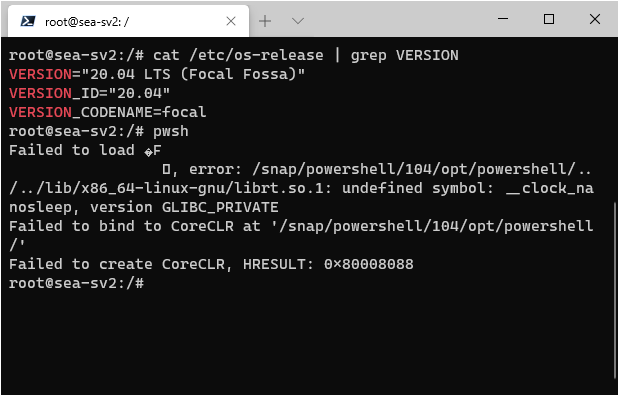 root@sea-sv2: /
root@sea-sv2:/# cat /etc/os-release | grep VERSION
VERSION="20.04 LTS (Focal Fossa)"
VERSION_ID="20.04"
VERSION_CODENAME=focal
root@sea-sv2:/# pwsh
Failed to load �F
▯, error: /snap/powershell/104/opt/powershell/..
/../lib/x86_64-linux-gnu/librt.so.1: undefined symbol: __clock_na
nosleep, version GLIBC_PRIVATE
Failed to bind to CoreCLR at '/snap/powershell/104/opt/powershell
/'
Failed to create CoreCLR, HRESULT: 0x80008088
root@sea-sv2:/#